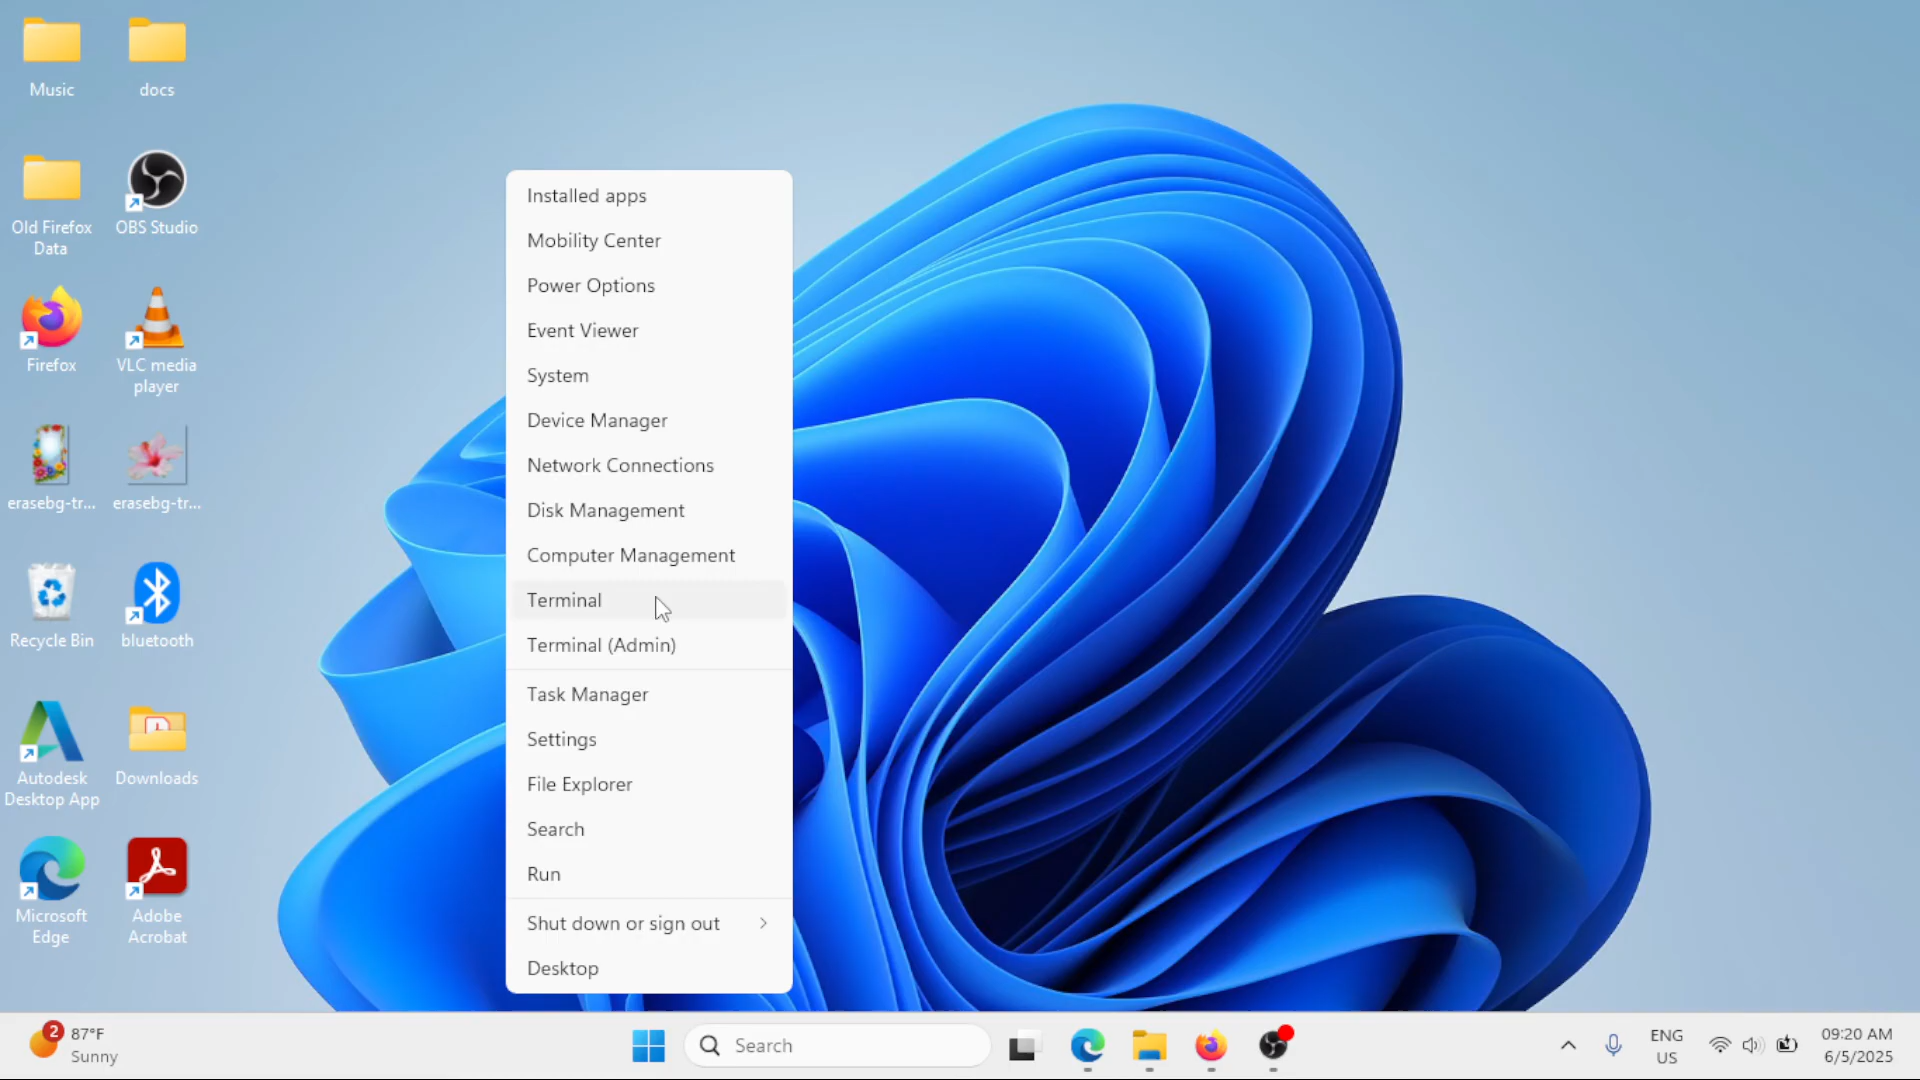 Music
docs
Old Firefox
Data
OBS Studio
Firefox
VLC media
player
erasebg-tr...
erasebg-tr...
Recycle Bin
bluetooth
Autodesk
Desktop App
Downloads
Microsoft
Edge
Adobe
Acrobat
Installed apps
Mobility Center
Power Options
Event Viewer
System
Device Manager
Network Connections
Disk Management
Computer Management
Terminal
Terminal (Admin)
Task Manager
Settings
File Explorer
Search
Run
Shut down or sign out
Desktop
2
87°F
Sunny
Search
ENG
US
09:20 AM
6/5/2025